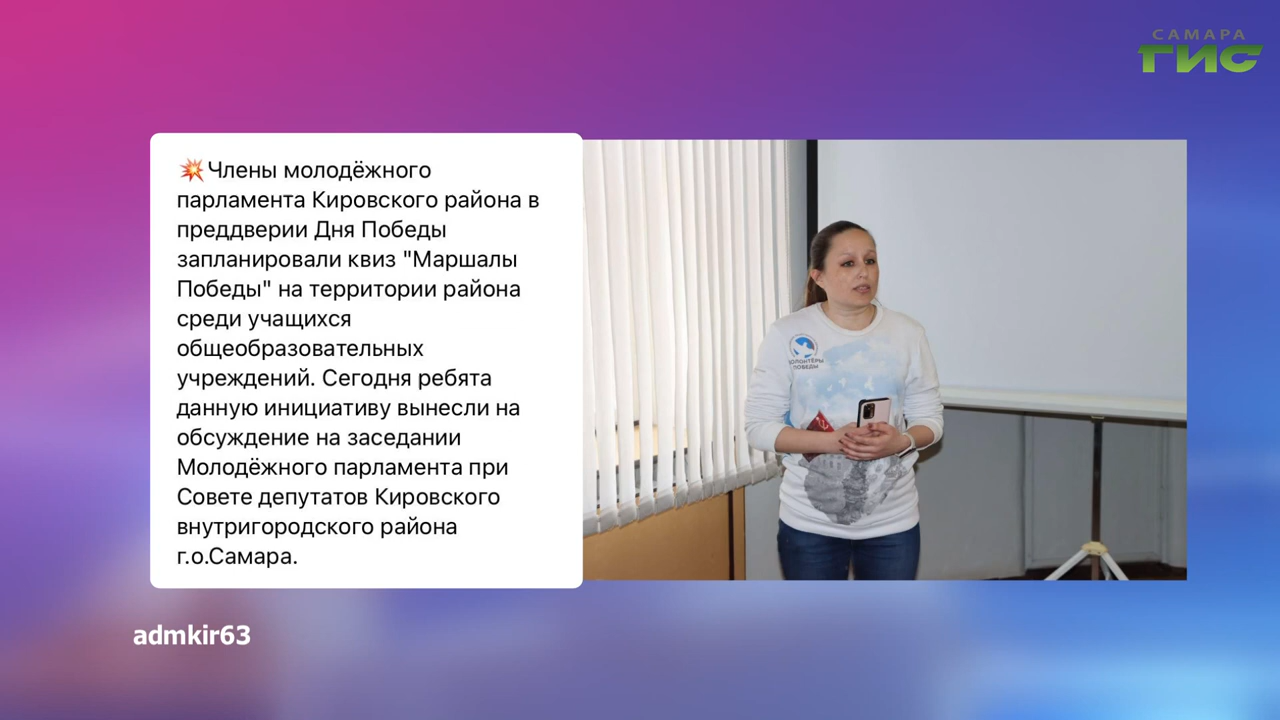 САМАРА
ГИС
💥Члены молодёжного
парламента Кировского района в
преддверии Дня Победы
запланировали квиз "Маршалы
Победы" на территории района
среди учащихся
общеобразовательных
учреждений. Сегодня ребята
данную инициативу вынесли на
обсуждение на заседании
Молодёжного парламента при
Совете депутатов Кировского
внутригородского района
г.о.Самара.
ВОЛОНТЁРЫ
ПОБЕДЫ
admkir63